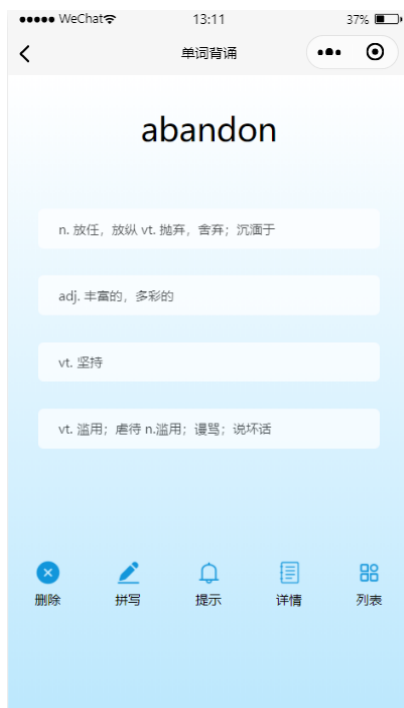 WeChat 13:11 37%
单词背诵
abandon
n. 放任，放纵 vt. 抛弃，舍弃；沉湎于
adj. 丰富的，多彩的
vt. 坚持
vt. 滥用；虐待 n.滥用；谩骂；说坏话
删除 拼写 提示 详情 列表